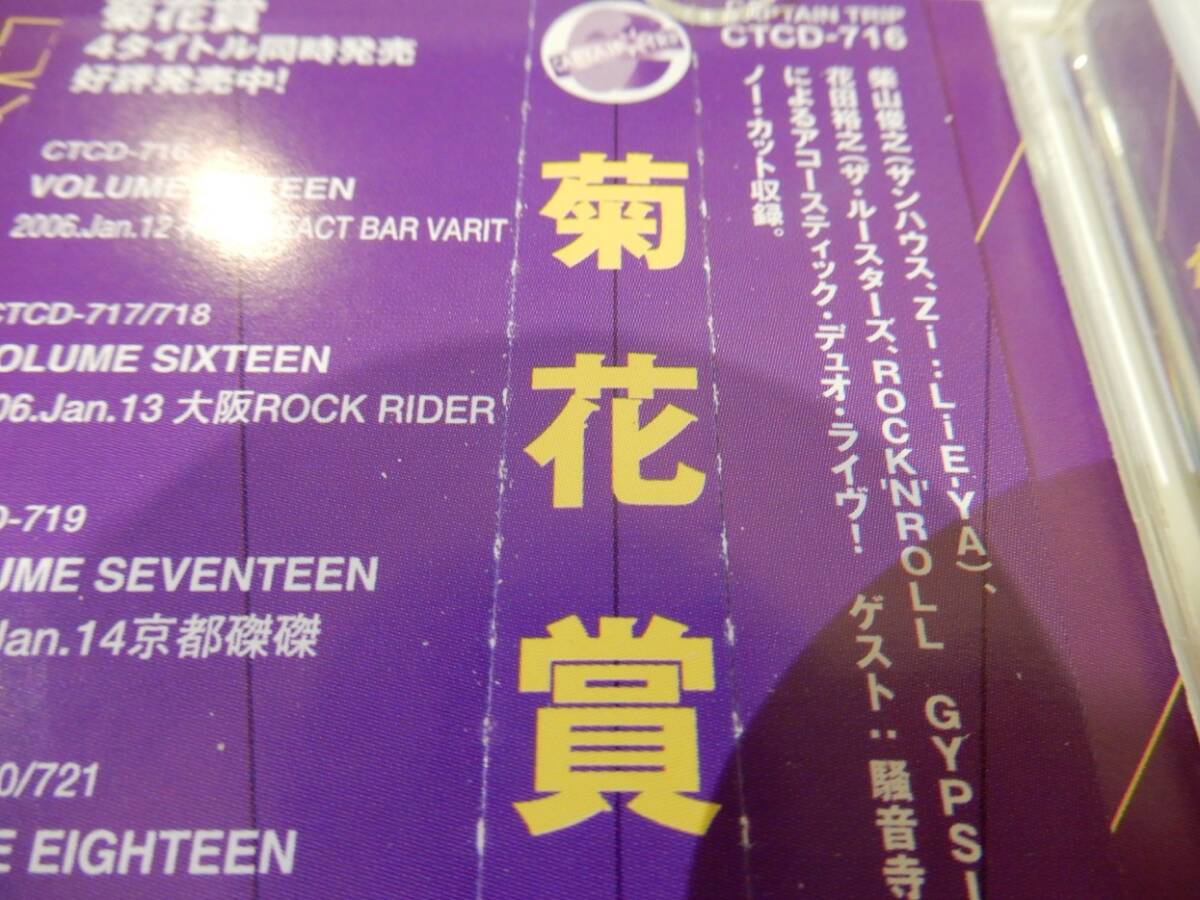 菊花賞
4タイトル同時発売
好評発売中!
CTCD-716
VOLUME
2006.Jan.12
ACT BAR VARIT
CTCD-717/718
OLUME SIXTEEN
06.Jan.13 大阪ROCK RIDER
D-719
UME SEVENTEEN
Jan.14京都磔磔
0/721
E EIGHTEEN
菊花賞
CAPTAIN TRIP
CTCD-716
柴山俊之(サンハウス、Zi::LiE-YA)、
花田裕之(ザ・ルースターズ、ROCK'N'ROLL GYPSI
によるアコースティック・デュオ・ライヴ! ゲスト::騒音寺
ノー・カット収録。